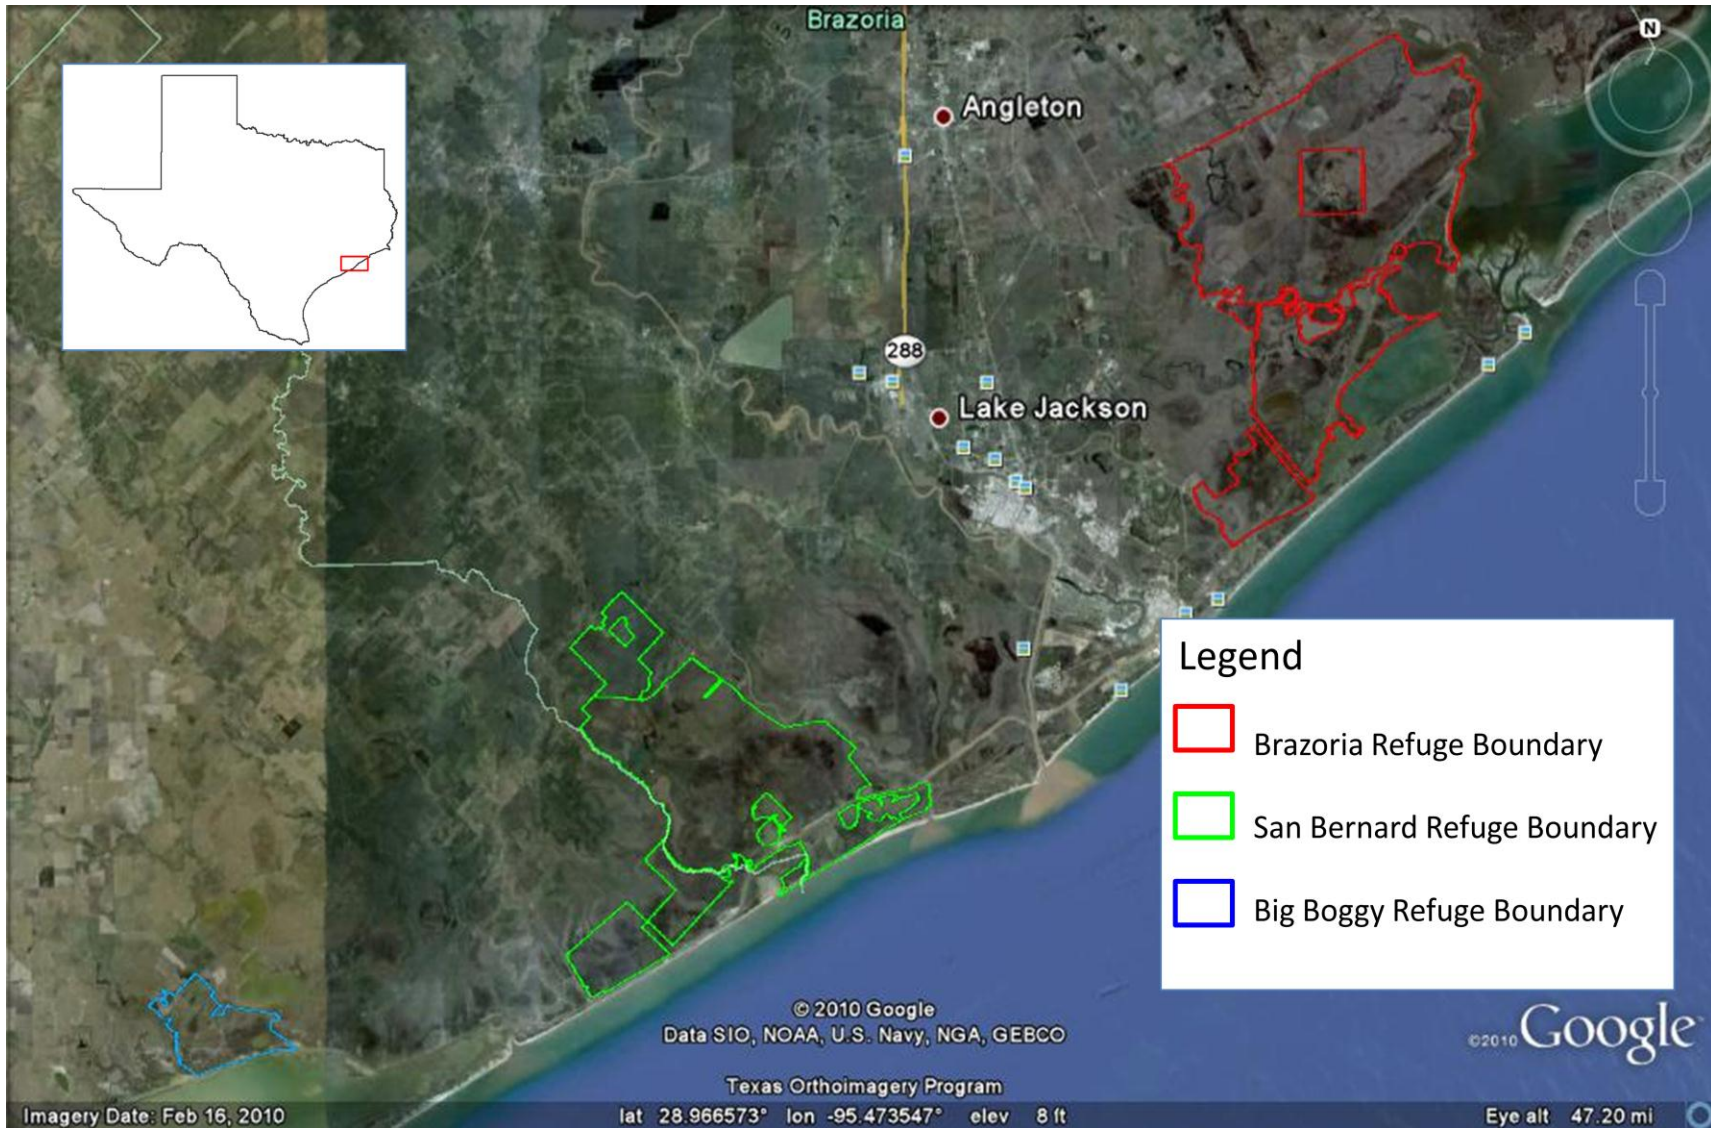 Brazoria
N
Angleton
288
Lake Jackson
Legend
Brazoria Refuge Boundary
San Bernard Refuge Boundary
Big Boggy Refuge Boundary
© 2010 Google
Data SIO, NOAA, U.S. Navy, NGA, GEBCO
©2010 Google
Texas Orthoimagery Program
Imagery Date: Feb 16, 2010 lat 28.966573° lon -95.473547° elev 8 ft Eye alt 47.20 mi